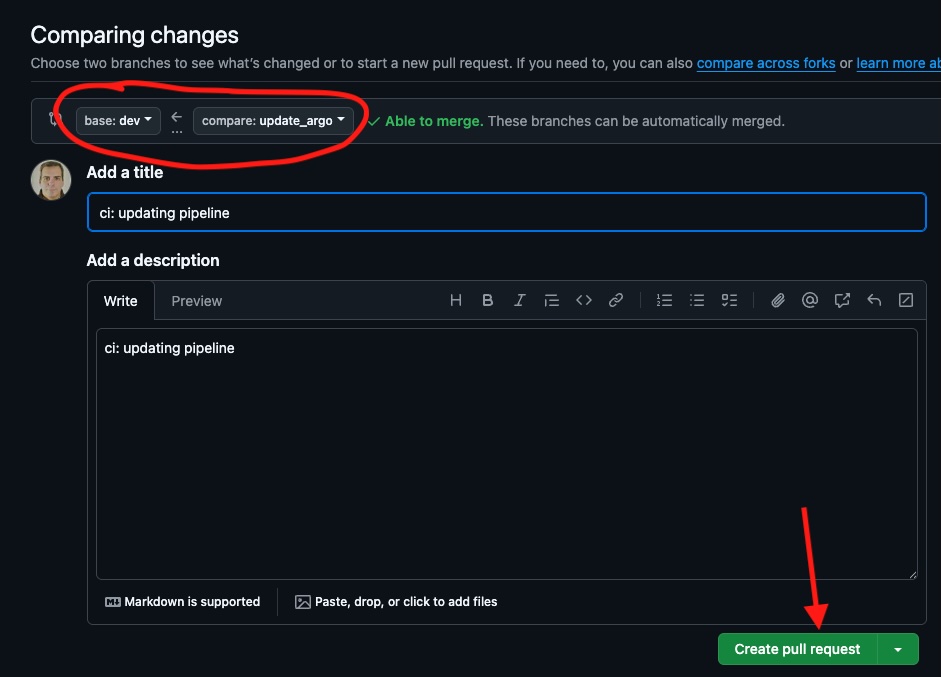 Comparing changes
Choose two branches to see what's changed or to start a new pull request. If you need to, you can also compare across forks or learn more ab
base: dev compare: update_argo Able to merge. These branches can be automatically merged.
Add a title
ci: updating pipeline
Add a description
Write Preview
ci: updating pipeline
Markdown is supported Paste, drop, or click to add files
Create pull request